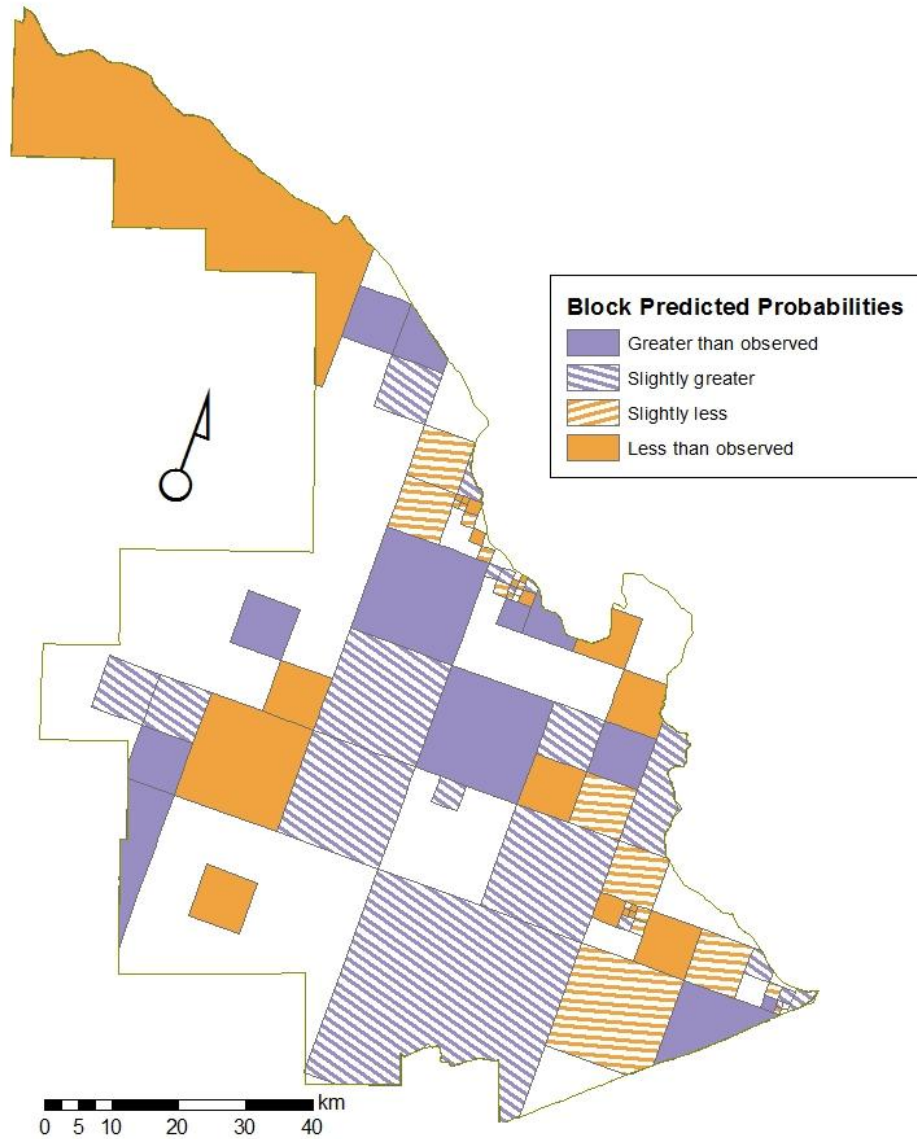 Block Predicted Probabilities
Greater than observed
Slightly greater
Slightly less
Less than observed
km
0 5 10 20 30 40